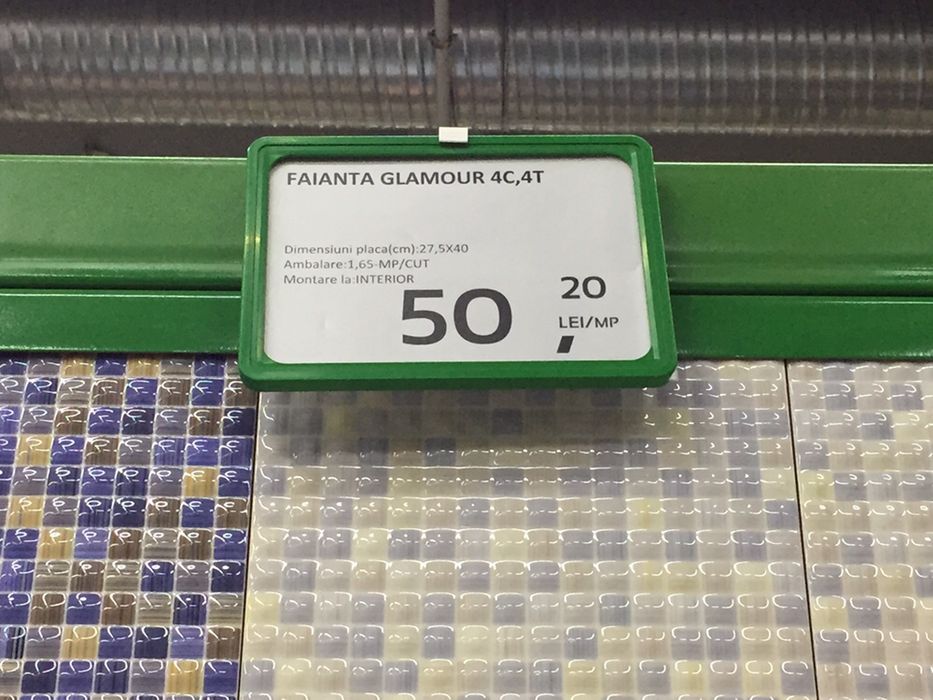 FAIANTA GLAMOUR 4C,4T
Dimensiuni placa(cm):27,5X40
Ambalare:1,65 MP/CUT
Montare la:INTERIOR
50,20
LEI/MP